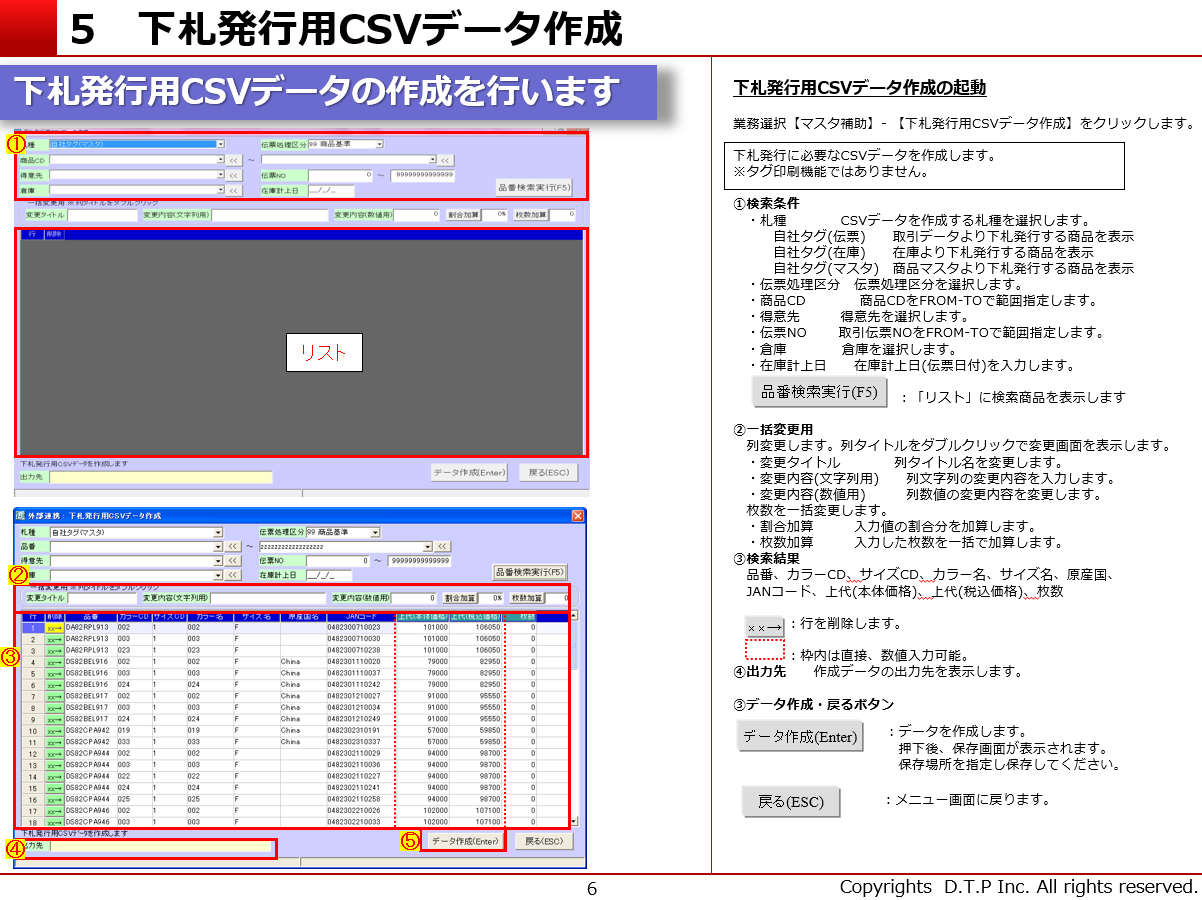 5 下札発行用CSVデータ作成
下札発行用CSVデータの作成を行います
①
種 自社タグ(マスタ) 伝票処理区分 99 商品基準
商品CD << ～ <<
得意先 << 伝票NO 0 ～ 99999999999999
倉庫 << 在庫計上日 __/_/_ 品番検索実行(F5)
一括変更用 ※列タイトルをダブルクリック
変更タイトル 変更内容(文字列用) 変更内容(数値用) 0 割合加算 0% 枚数加算 0
行 削除
リスト
下札発行用CSVデータを作成します
出力先 データ作成(Enter) 戻る(ESC)
外部連携：下札発行用CSVデータ作成
札種 自社タグ(マスタ) 伝票処理区分 99 商品基準
品番 << ～ zzzzzzzzzzzzzzzzzz <<
得意先 << 伝票NO 0 ～ 99999999999999
② 庫 << 在庫計上日 __/_/_ 品番検索実行(F5)
一括変更用 ※列タイトルをダブルクリック
変更タイトル 変更内容(文字列用) 変更内容(数値用) 0 割合加算 0% 枚数加算 0
行 削除 品番 カラーCD サイズCD カラー名 サイズ名 原産国名 JANコード 上代(本体価格) 上代(税込価格) 枚数
1 xx→ DA82RPL913 002 1 002 F 0482300710023 101000 106050 0
2 xx→ DA82RPL913 003 1 003 F 0482300710030 101000 106050 0
③ 3 xx→ DA82RPL913 023 1 023 F 0482300710238 101000 106050 0
4 xx→ DS82BEL916 002 1 002 F China 0482301110020 79000 82950 0
5 xx→ DS82BEL916 003 1 003 F China 0482301110037 79000 82950 0
6 xx→ DS82BEL916 024 1 024 F China 0482301110242 79000 82950 0
7 xx→ DS82BEL917 002 1 002 F China 0482301210027 91000 95550 0
8 xx→ DS82BEL917 003 1 003 F China 0482301210034 91000 95550 0
9 xx→ DS82BEL917 024 1 024 F China 0482301210249 91000 95550 0
10 xx→ DS82CPA942 019 1 019 F China 0482302310191 57000 59850 0
11 xx→ DS82CPA942 033 1 033 F China 0482302310337 57000 59850 0
12 xx→ DS82CPA944 002 1 002 F 0482302110029 94000 98700 0
13 xx→ DS82CPA944 003 1 003 F 0482302110036 94000 98700 0
14 xx→ DS82CPA944 022 1 022 F 0482302110227 94000 98700 0
15 xx→ DS82CPA944 024 1 024 F 0482302110241 94000 98700 0
16 xx→ DS82CPA944 025 1 025 F 0482302110258 94000 98700 0
17 xx→ DS82CPA946 002 1 002 F 0482302210026 102000 107100 0
18 xx→ DS82CPA946 003 1 003 F 0482302210033 102000 107100 0
下札発行用CSVデータを作成します
④ 力先 ⑤ データ作成(Enter) 戻る(ESC)
下札発行用CSVデータ作成の起動
業務選択【マスタ補助】- 【下札発行用CSVデータ作成】をクリックします。
下札発行に必要なCSVデータを作成します。
※タグ印刷機能ではありません。
①検索条件
・札種 CSVデータを作成する札種を選択します。
自社タグ(伝票) 取引データより下札発行する商品を表示
自社タグ(在庫) 在庫より下札発行する商品を表示
自社タグ(マスタ) 商品マスタより下札発行する商品を表示
・伝票処理区分 伝票処理区分を選択します。
・商品CD 商品CDをFROM-TOで範囲指定します。
・得意先 得意先を選択します。
・伝票NO 取引伝票NOをFROM-TOで範囲指定します。
・倉庫 倉庫を選択します。
・在庫計上日 在庫計上日(伝票日付)を入力します。
品番検索実行(F5) ：「リスト」に検索商品を表示します
②一括変更用
列変更します。列タイトルをダブルクリックで変更画面を表示します。
・変更タイトル 列タイトル名を変更します。
・変更内容(文字列用) 列文字列の変更内容を入力します。
・変更内容(数値用) 列数値の変更内容を変更します。
枚数を一括変更します。
・割合加算 入力値の割合分を加算します。
・枚数加算 入力した枚数を一括で加算します。
③検索結果
品番、カラーCD、サイズCD、カラー名、サイズ名、原産国、
JANコード、上代(本体価格)、上代(税込価格)、枚数
xx→ ：行を削除します。
：枠内は直接、数値入力可能。
④出力先 作成データの出力先を表示します。
③データ作成・戻るボタン
データ作成(Enter) ：データを作成します。
押下後、保存画面が表示されます。
保存場所を指定し保存してください。
戻る(ESC) ：メニュー画面に戻ります。
6
Copyrights D.T.P Inc. All rights reserved.